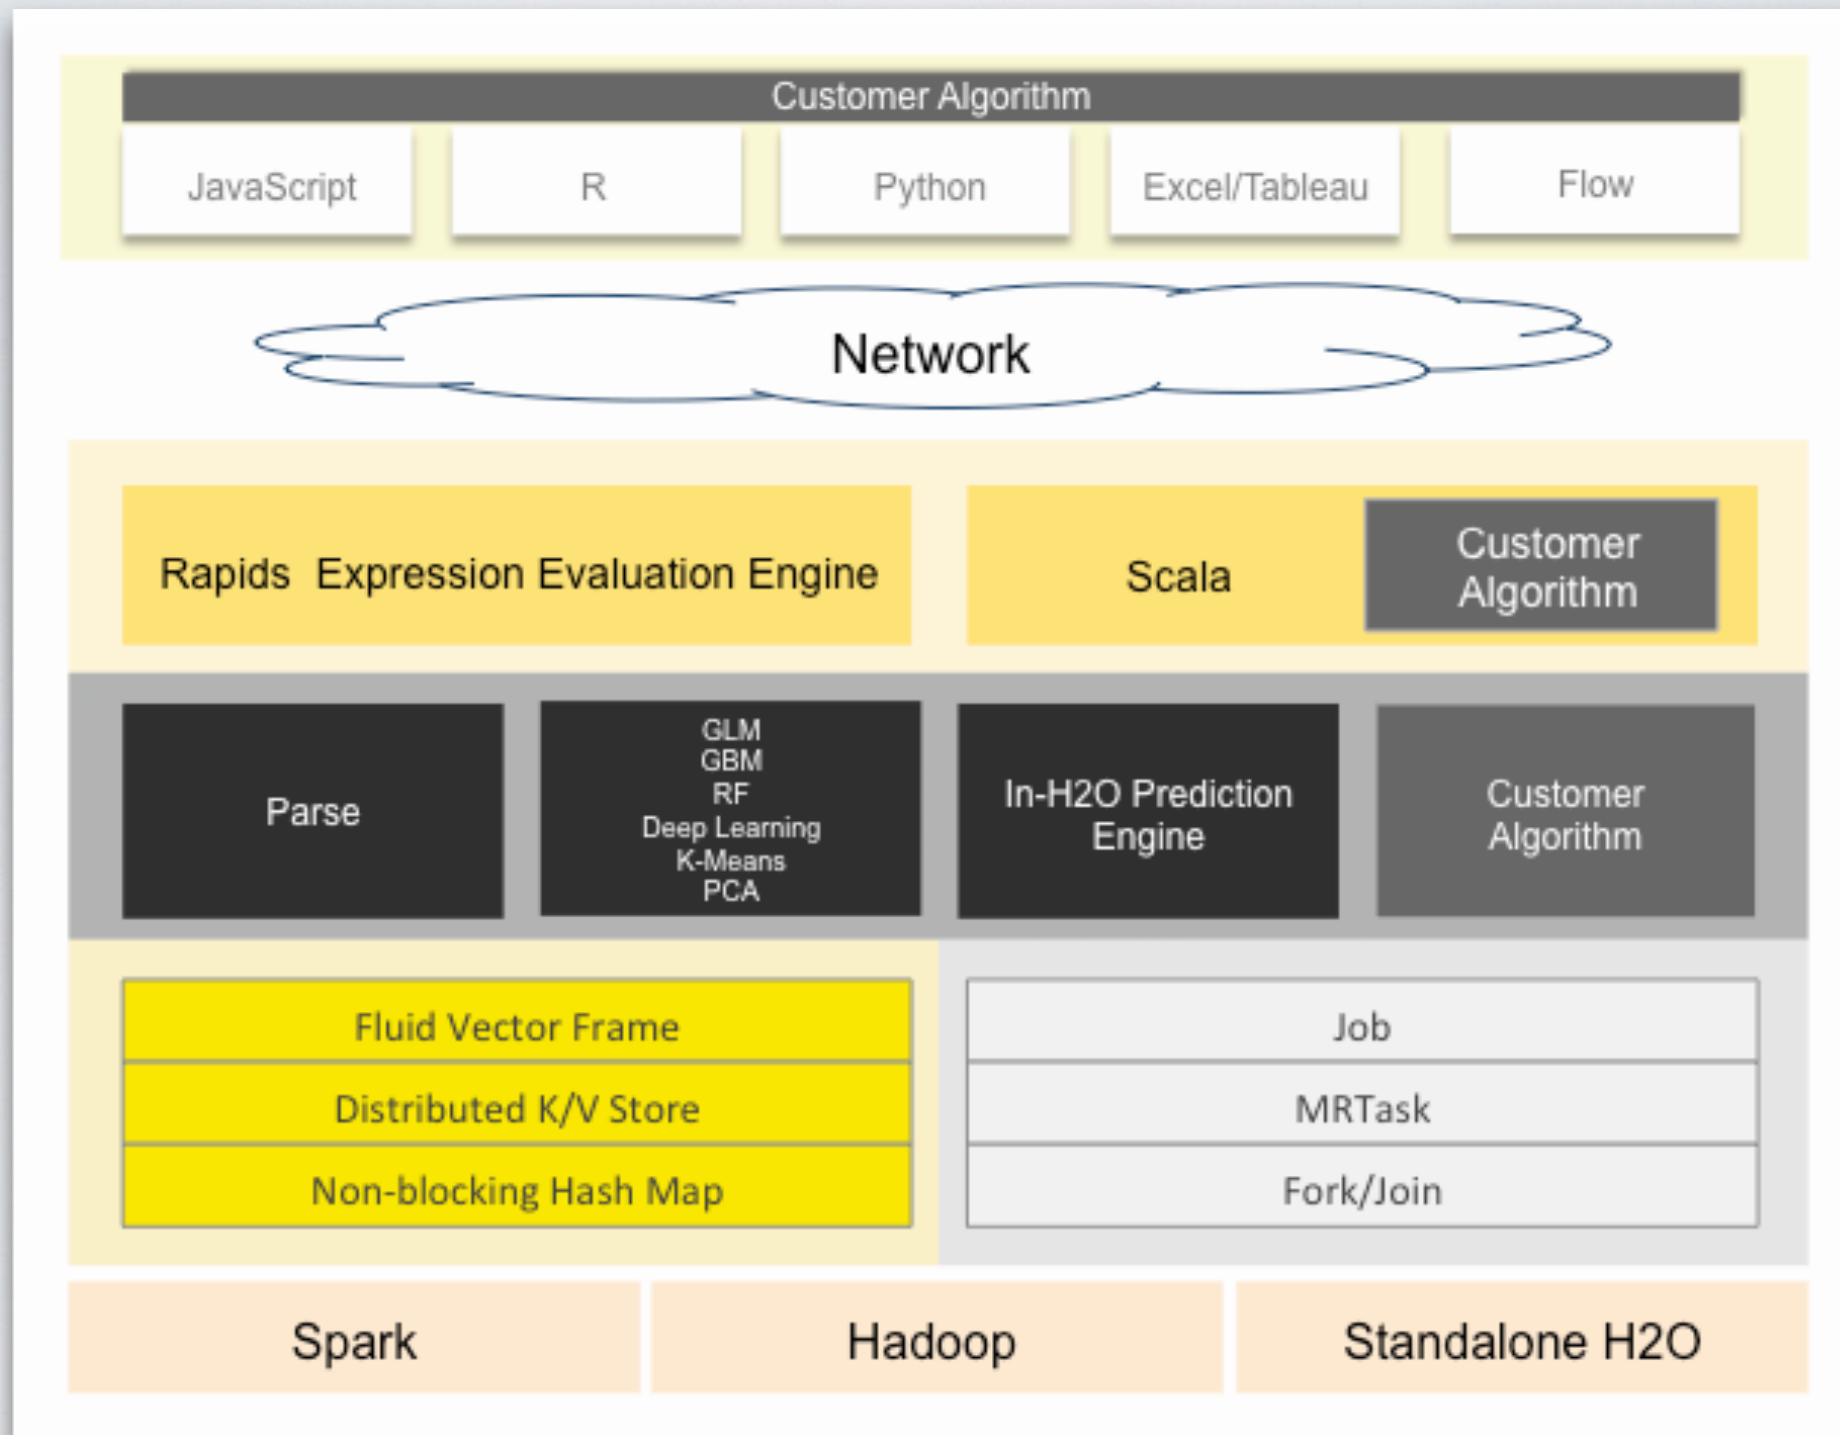 Customer Algorithm
JavaScript
R
Python
Excel/Tableau
Flow
Network
Rapids Expression Evaluation Engine
Scala
Customer
Algorithm
Parse
GLM
GBM
RF
Deep Learning
K-Means
PCA
In-H2O Prediction
Engine
Customer
Algorithm
Fluid Vector Frame
Distributed K/V Store
Non-blocking Hash Map
Job
MRTask
Fork/Join
Spark
Hadoop
Standalone H2O